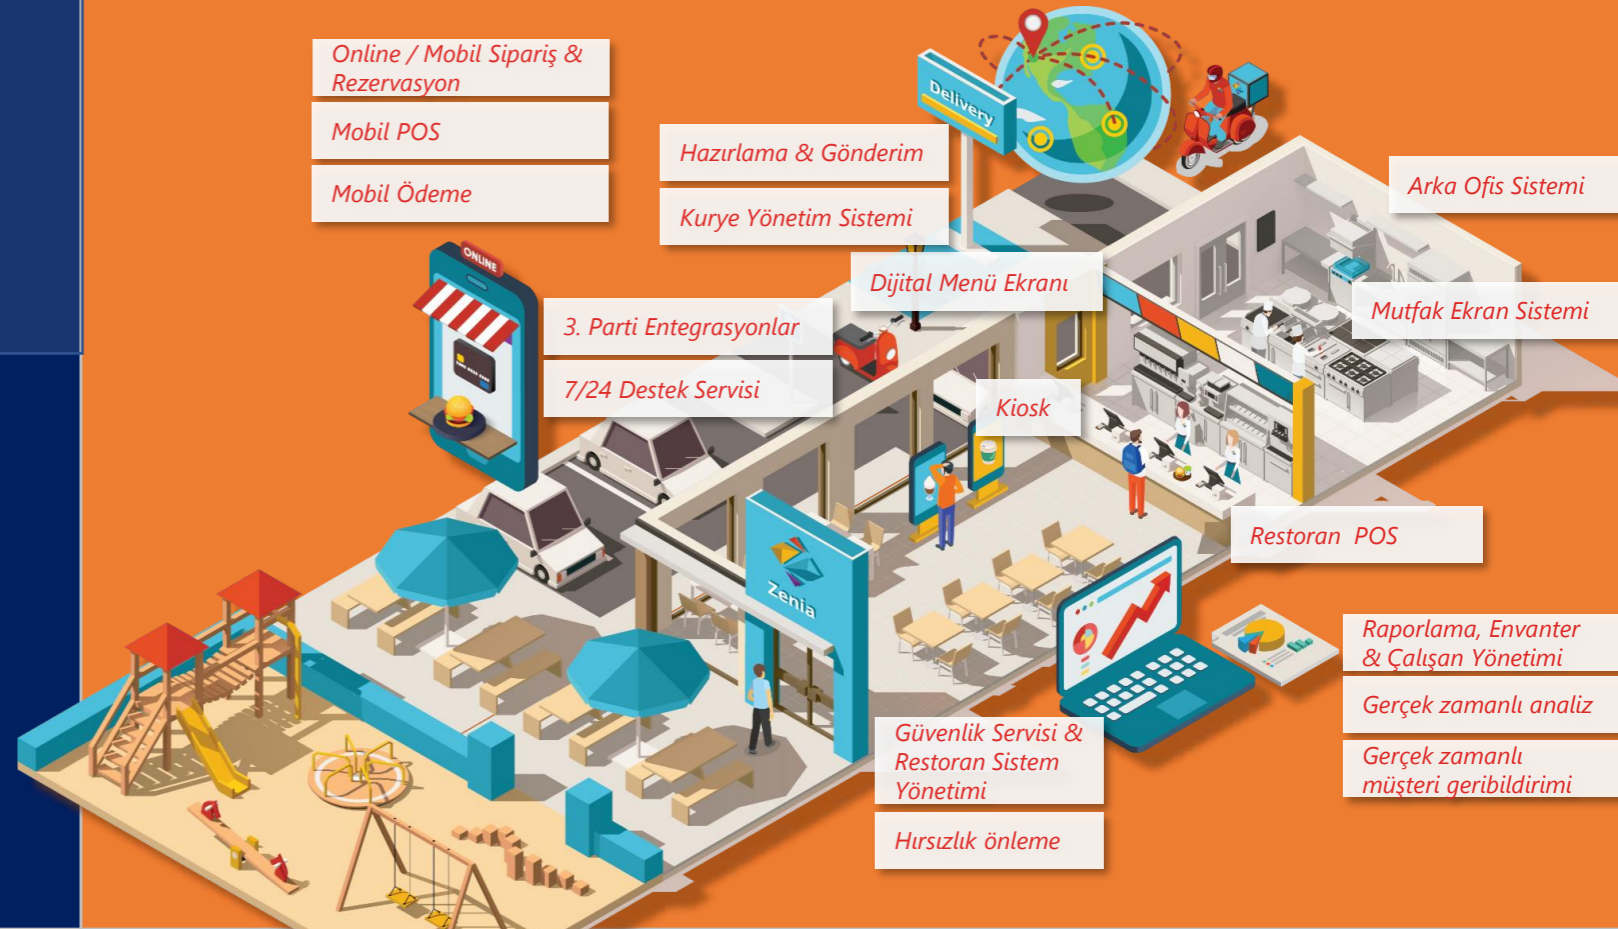 Online / Mobil Sipariş &
Rezervasyon
Mobil POS
Mobil Ödeme
Delivery
Hazırlama & Gönderim
Kurye Yönetim Sistemi
Arka Ofis Sistemi
Dijital Menü Ekranı
Mutfak Ekran Sistemi
ONLINE
3. Parti Entegrasyonlar
7/24 Destek Servisi
Kiosk
Restoran POS
Zenia
Raporlama, Envanter
& Çalışan Yönetimi
Gerçek zamanlı analiz
Gerçek zamanlı
müşteri geribildirimi
Güvenlik Servisi &
Restoran Sistem
Yönetimi
Hırsızlık önleme